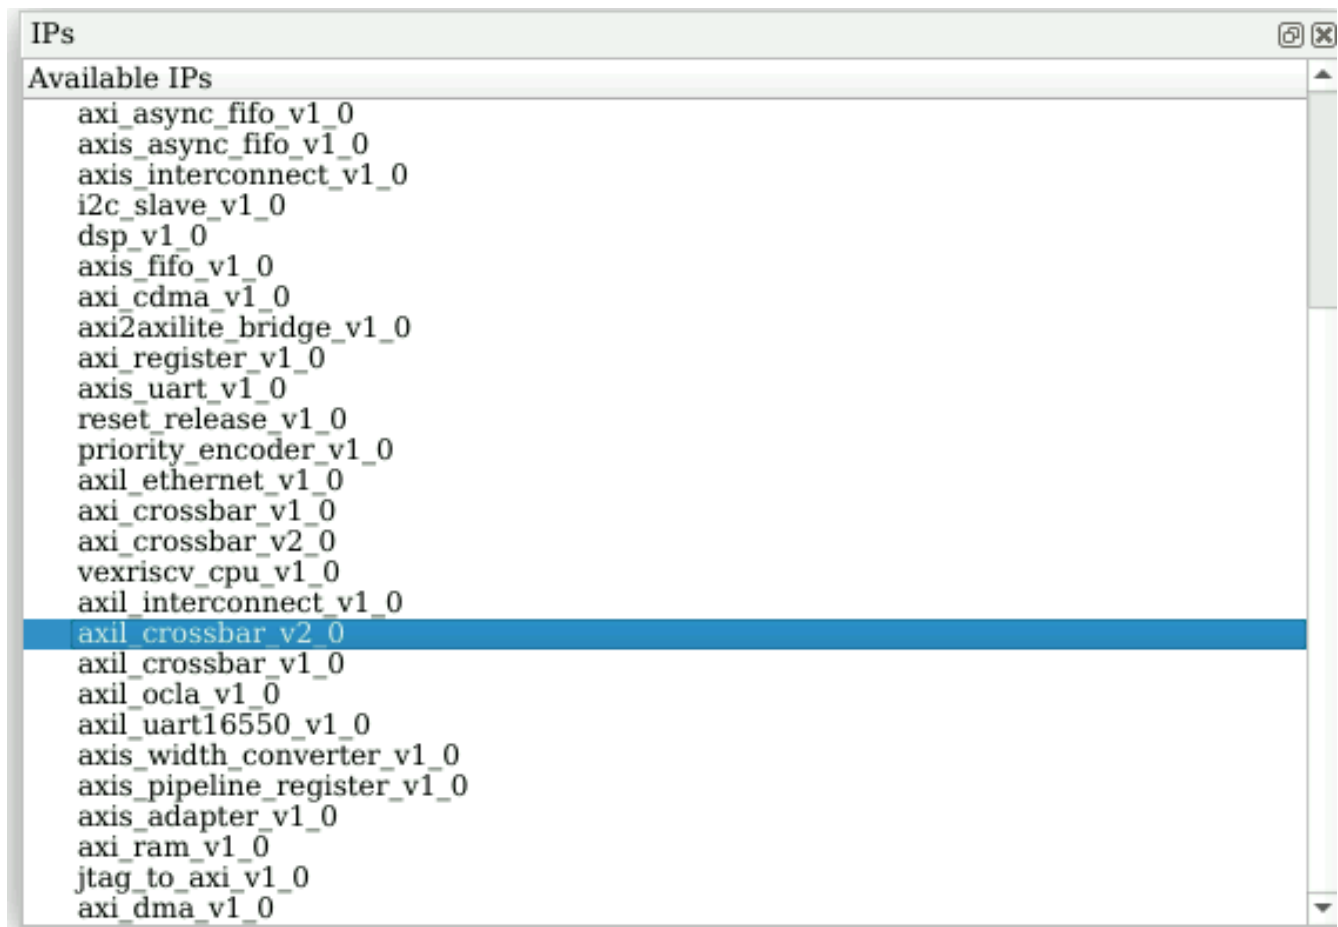 IPs
Available IPs
axi_async_fifo_v1_0
axis_async_fifo_v1_0
axis_interconnect_v1_0
i2c_slave_v1_0
dsp_v1_0
axis_fifo_v1_0
axi_cdma_v1_0
axi2axilite_bridge_v1_0
axi_register_v1_0
axis_uart_v1_0
reset_release_v1_0
priority_encoder_v1_0
axil_ethernet_v1_0
axi_crossbar_v1_0
axi_crossbar_v2_0
vexriscv_cpu_v1_0
axil_interconnect_v1_0
axil_crossbar_v2_0
axil_crossbar_v1_0
axil_ocla_v1_0
axil_uart16550_v1_0
axis_width_converter_v1_0
axis_pipeline_register_v1_0
axis_adapter_v1_0
axi_ram_v1_0
jtag_to_axi_v1_0
axi_dma_v1_0